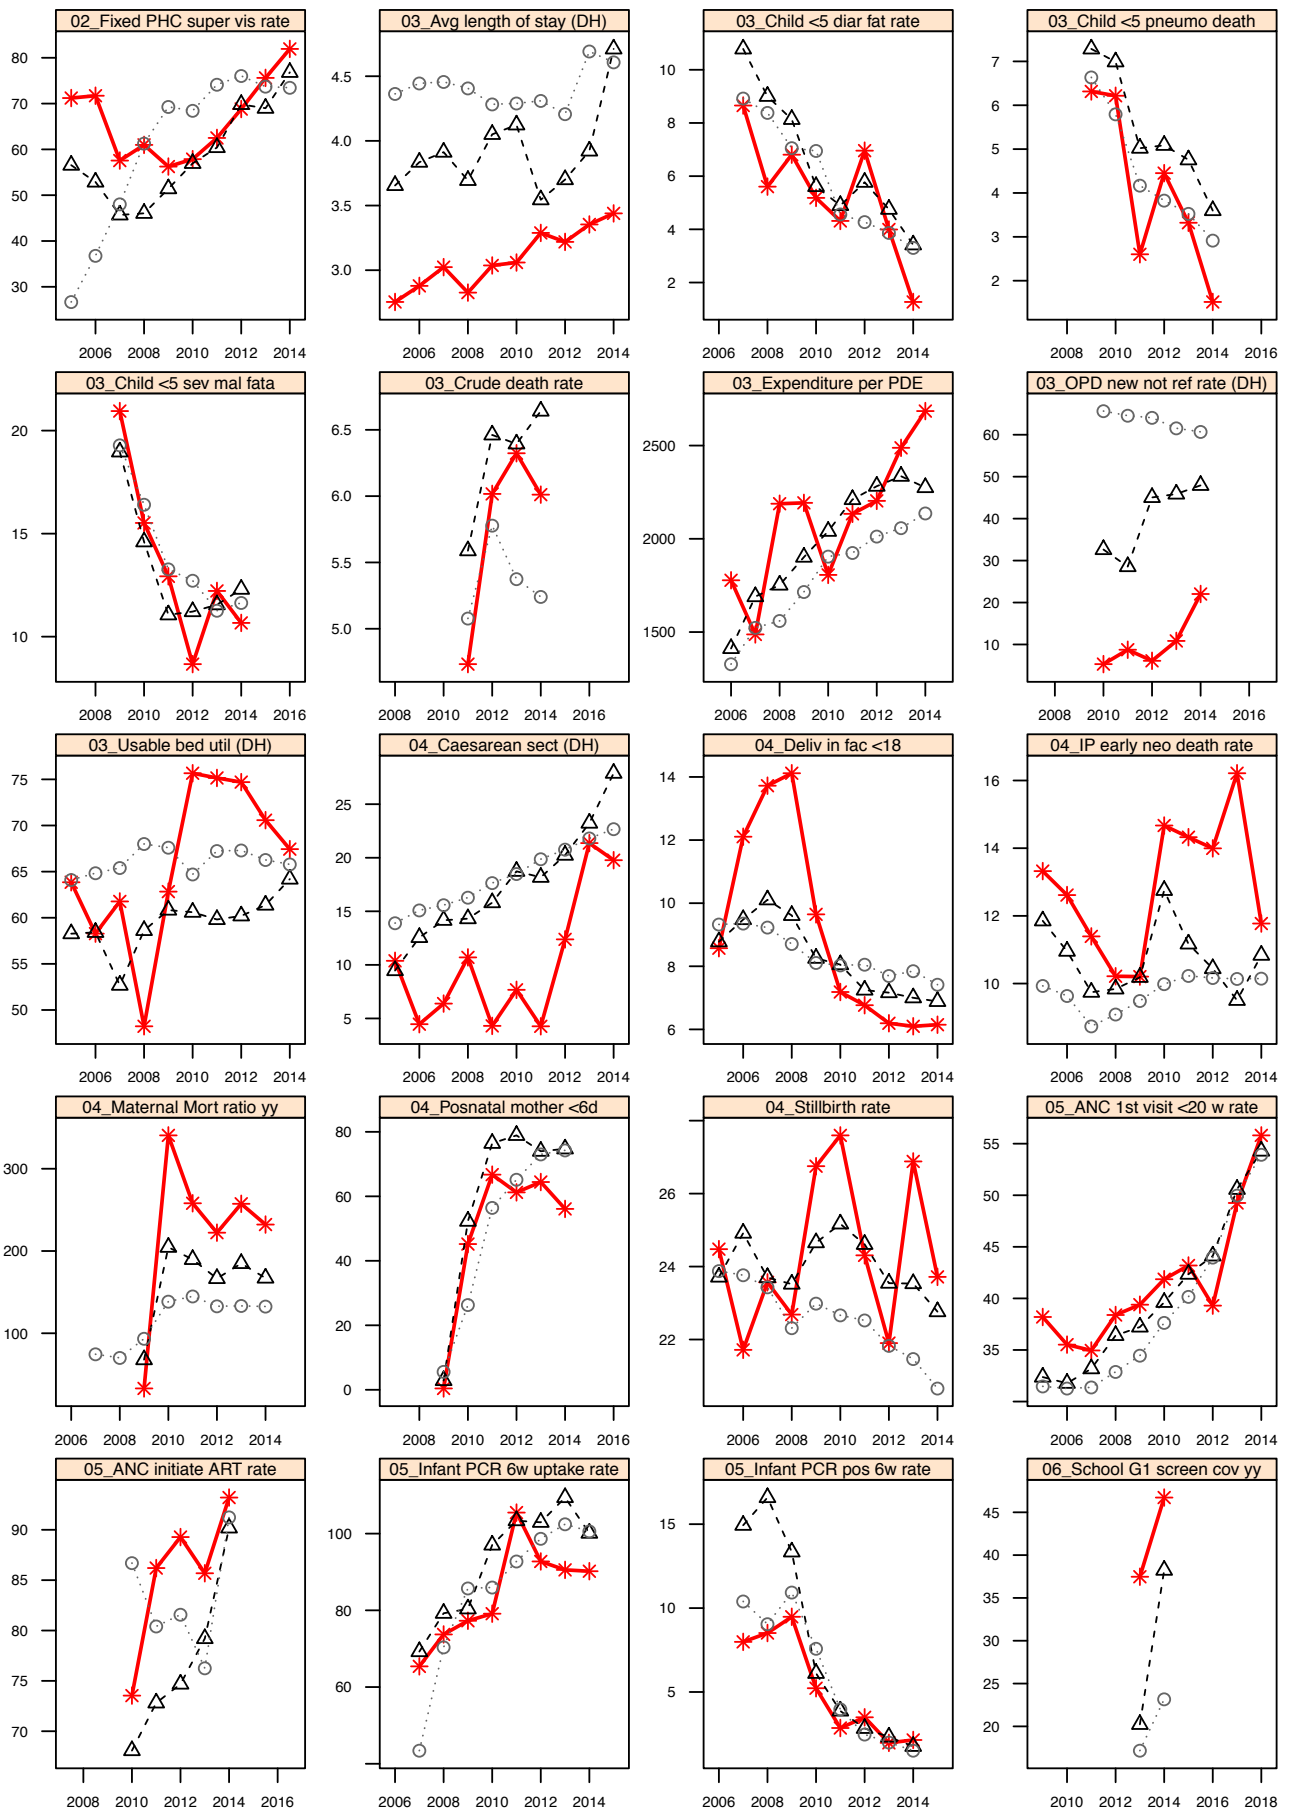 02_Fixed PHC super vis rate
03_Avg length of stay (DH)
03_Child <5 diar fat rate
03_Child <5 pneumo death
80
70
60
50
40
30
4.5
4.0
3.5
3.0
10
8
6
4
2
7
6
5
4
3
2
2006 2008 2010 2012 2014
2006 2008 2010 2012 2014
2006 2008 2010 2012 2014
2008 2010 2012 2014 2016
03_Child <5 sev mal fata
03_Crude death rate
03_Expenditure per PDE
03_OPD new not ref rate (DH)
20
15
10
6.5
6.0
5.5
5.0
2500
2000
1500
60
50
40
30
20
10
2008 2010 2012 2014 2016
2008 2010 2012 2014 2016
2006 2008 2010 2012 2014
2008 2010 2012 2014 2016
03_Usable bed util (DH)
04_Caesarean sect (DH)
04_Deliv in fac <18
04_IP early neo death rate
75
70
65
60
55
50
25
20
15
10
5
14
12
10
8
6
16
14
12
10
2006 2008 2010 2012 2014
2006 2008 2010 2012 2014
2006 2008 2010 2012 2014
2006 2008 2010 2012 2014
04_Maternal Mort ratio yy
04_Posnatal mother <6d
04_Stillbirth rate
05_ANC 1st visit <20 w rate
300
200
100
80
60
40
20
0
26
24
22
55
50
45
40
35
2006 2008 2010 2012 2014
2006 2008 2010 2012 2014 2016
2006 2008 2010 2012 2014
2006 2008 2010 2012 2014
05_ANC initiate ART rate
05_Infant PCR 6w uptake rate
05_Infant PCR pos 6w rate
06_School G1 screen cov yy
90
85
80
75
70
100
80
60
15
10
5
45
40
35
30
25
20
2008 2010 2012 2014 2016
2006 2008 2010 2012 2014
2006 2008 2010 2012 2014
2008 2010 2012 2014 2016 2018